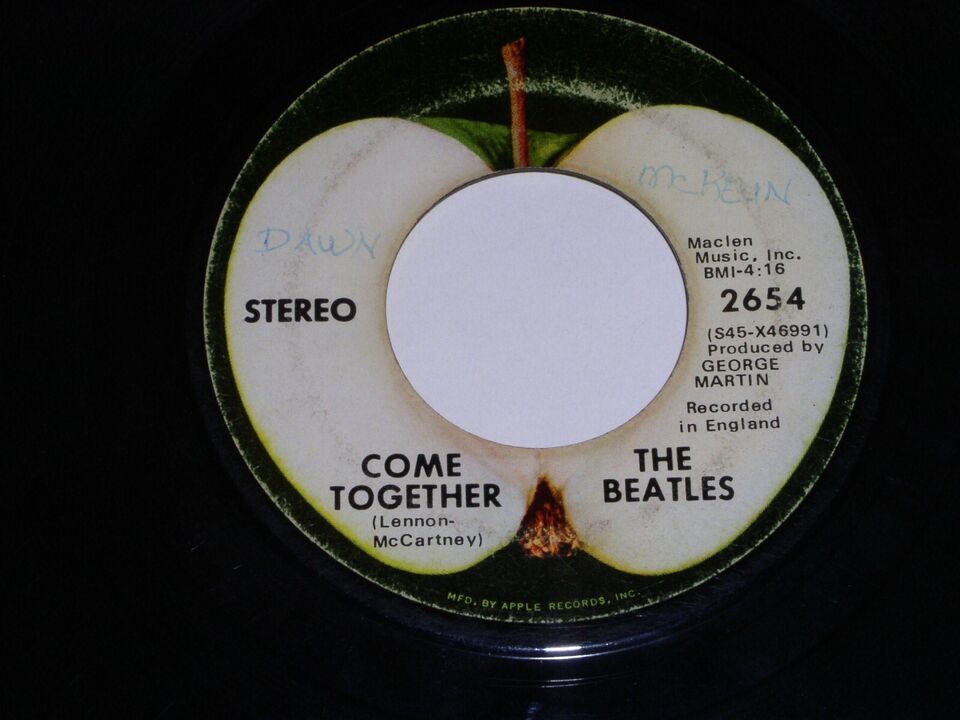 DAWN
McKEIN
STEREO
Maclen
Music, Inc.
BMI-4:16
2654
(S45-X46991)
Produced by
GEORGE
MARTIN
Recorded
in England
COME
TOGETHER
(Lennon-
McCartney)
THE
BEATLES
MFD. BY APPLE RECORDS, INC.